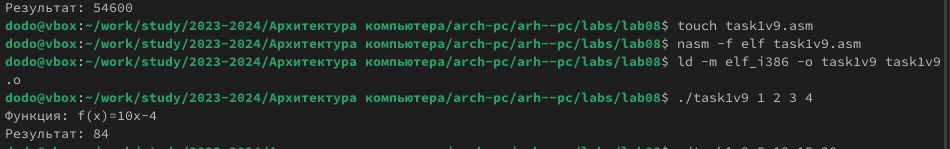 Результат: 54600
dodo@vbox:~/work/study/2023-2024/Архитектура компьютера/arch-pc/arh--pc/labs/lab08$ touch task1v9.asm
dodo@vbox:~/work/study/2023-2024/Архитектура компьютера/arch-pc/arh--pc/labs/lab08$ nasm -f elf task1v9.asm
dodo@vbox:~/work/study/2023-2024/Архитектура компьютера/arch-pc/arh--pc/labs/lab08$ ld -m elf_i386 -o task1v9 task1v9
.o
dodo@vbox:~/work/study/2023-2024/Архитектура компьютера/arch-pc/arh--pc/labs/lab08$ ./task1v9 1 2 3 4
Функция: f(x)=10x-4
Результат: 84